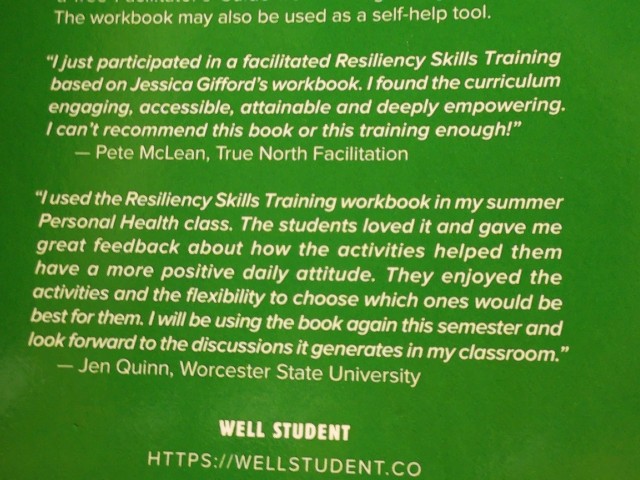 The workbook may also be used as a self-help tool.
“I just participated in a facilitated Resiliency Skills Training
based on Jessica Gifford’s workbook. I found the curriculum
engaging, accessible, attainable and deeply empowering.
I can’t recommend this book or this training enough!”
— Pete McLean, True North Facilitation
“I used the Resiliency Skills Training workbook in my summer
Personal Health class. The students loved it and gave me
great feedback about how the activities helped them
have a more positive daily attitude. They enjoyed the
activities and the flexibility to choose which ones would be
best for them. I will be using the book again this semester and
look forward to the discussions it generates in my classroom.”
— Jen Quinn, Worcester State University
WELL STUDENT
HTTPS://WELLSTUDENT.CO